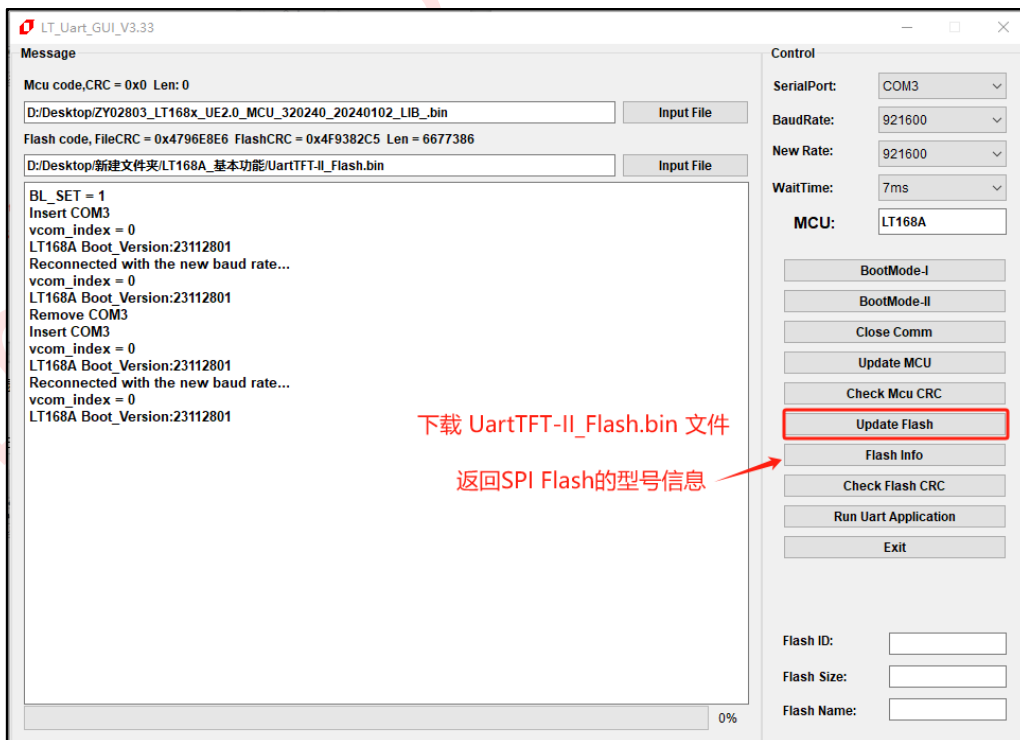 LT_Uart_GUI_V3.33
Message
Mcu code,CRC = 0x0 Len: 0
D:/Desktop/ZY02803_LT168x_UE2.0_MCU_320240_20240102_LIB_.bin
Input File
Flash code, FileCRC = 0x4796E8E6 FlashCRC = 0x4F9382C5 Len = 6677386
D:/Desktop/新建文件夹/LT168A_基本功能/UartTFT-II_Flash.bin
Input File
BL_SET = 1
Insert COM3
vcom_index = 0
LT168A Boot_Version:23112801
Reconnected with the new baud rate...
vcom_index = 0
LT168A Boot_Version:23112801
Remove COM3
Insert COM3
vcom_index = 0
LT168A Boot_Version:23112801
Reconnected with the new baud rate...
vcom_index = 0
LT168A Boot_Version:23112801
下载 UartTFT-II_Flash.bin 文件
返回SPI Flash的型号信息
0%
Control
SerialPort: COM3
BaudRate: 921600
New Rate: 921600
WaitTime: 7ms
MCU: LT168A
BootMode-I
BootMode-II
Close Comm
Update MCU
Check Mcu CRC
Update Flash
Flash Info
Check Flash CRC
Run Uart Application
Exit
Flash ID:
Flash Size:
Flash Name: